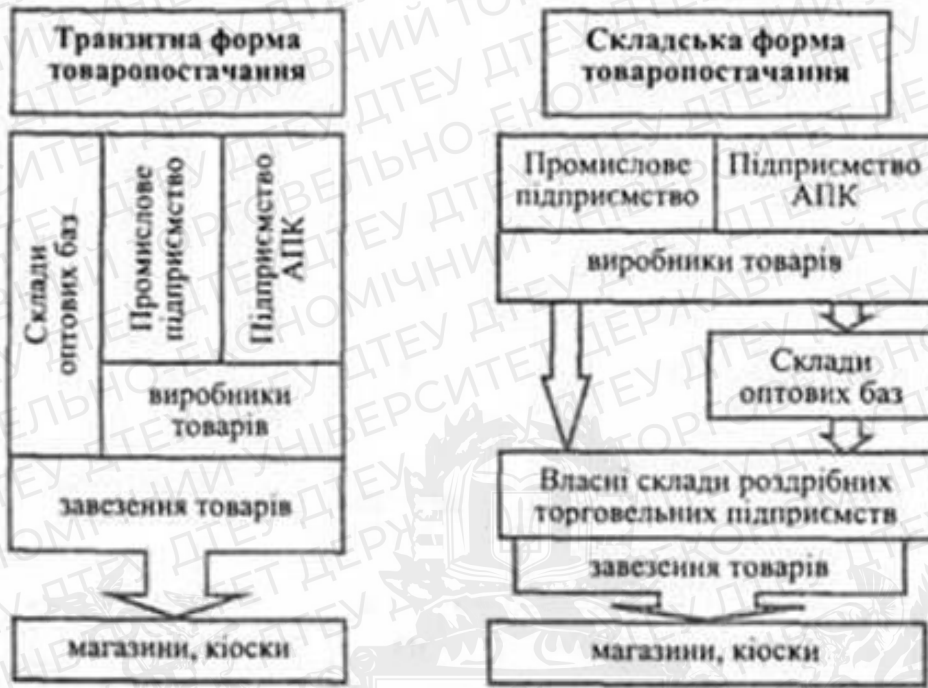 Транзитна форма
товаропостачання
Склади
оптових баз
Промислове
підприємство
Підприємство
АПК
виробники
товарів
завезення товарів
магазини, кіоски
Складська форма
товаропостачання
Промислове
підприємство
Підприємство
АПК
виробники товарів
Склади
оптових баз
Власні склади роздрібних
торговельних підприємств
завезення товарів
магазини, кіоски